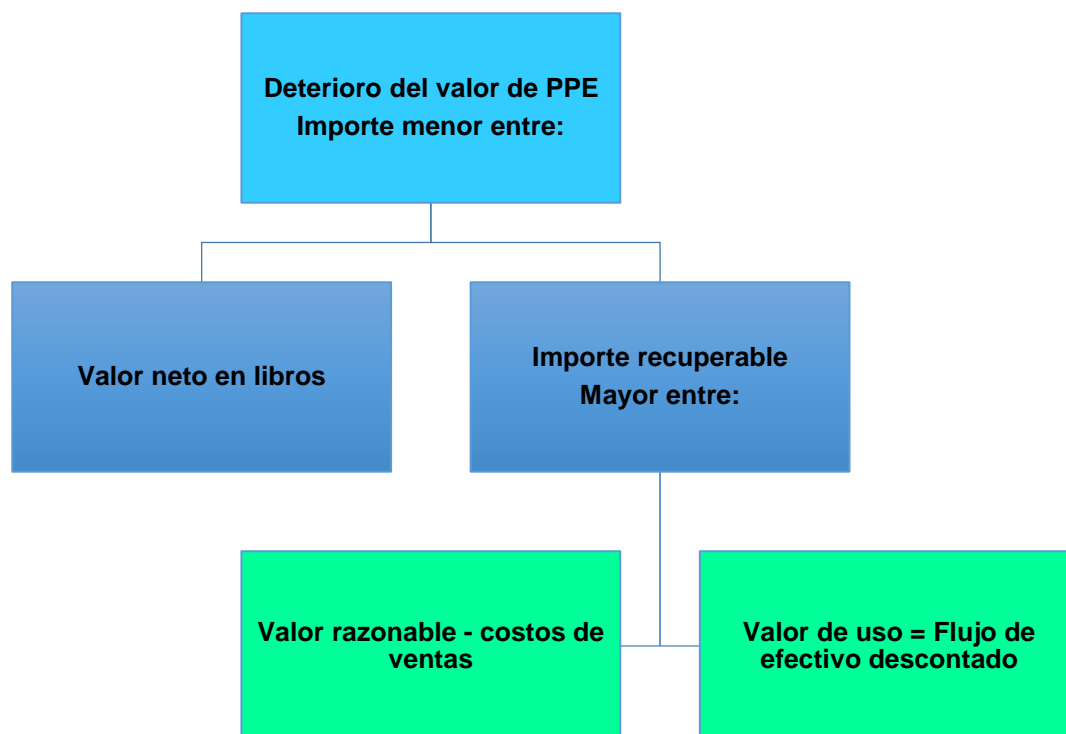 Deterioro del valor de PPE
Importe menor entre:
Valor neto en libros
Importe recuperable
Mayor entre:
Valor razonable - costos de
ventas
Valor de uso = Flujo de
efectivo descontado